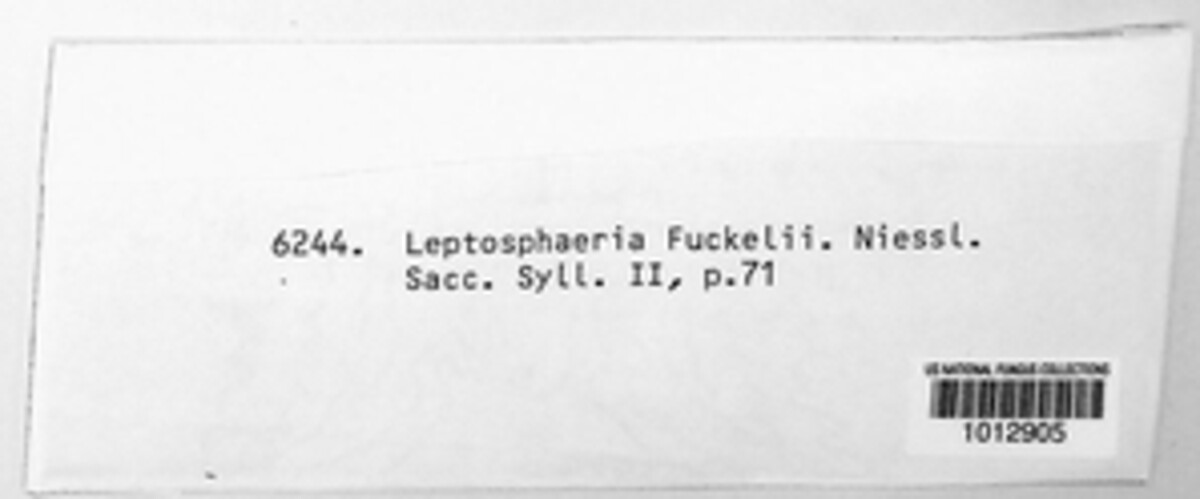 6244. Leptosphaeria Fuckelii. Niessl.
Sacc. Syll. II, p.71
US NATIONAL FUNGUS COLLECTIONS
1012905